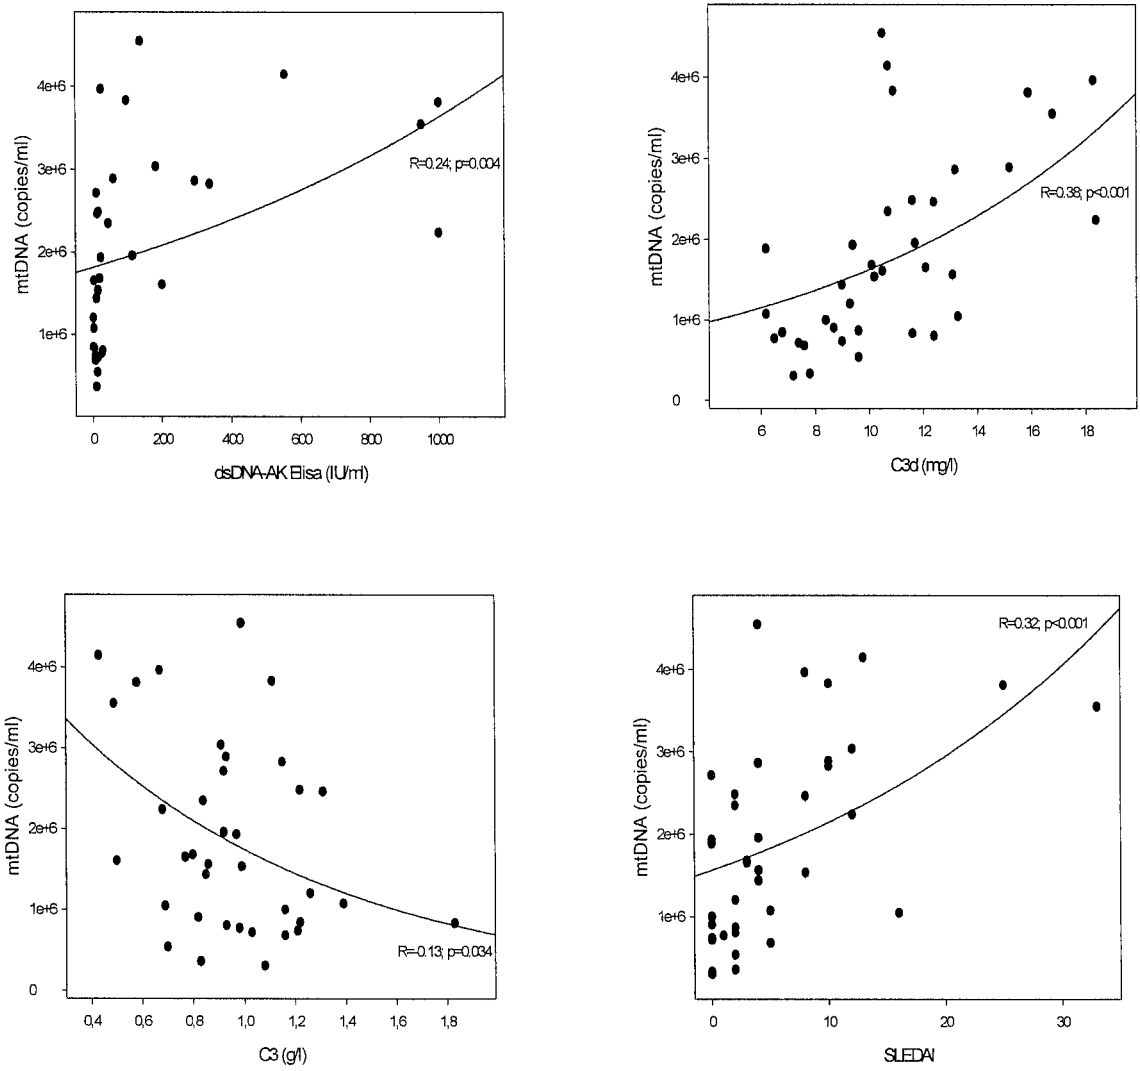 mtDNA (copies/ml)
4e+6
3e+6
2e+6
1e+6
R=0.24; p=0.004
0 200 400 600 800 1000
dsDNA-AK Elisa (IU/ml)
mtDNA (copies/ml)
4e+6
3e+6
2e+6
1e+6
0
R=0.38; p<0.001
6 8 10 12 14 16 18
C3d (mg/l)
mtDNA (copies/ml)
4e+6
3e+6
2e+6
1e+6
0
R=-0.13; p=0.034
0,4 0,6 0,8 1,0 1,2 1,4 1,6 1,8
C3 (g/l)
mtDNA (copies/ml)
4e+6
3e+6
2e+6
1e+6
R=0.32; p<0.001
0 10 20 30
SLEDAI